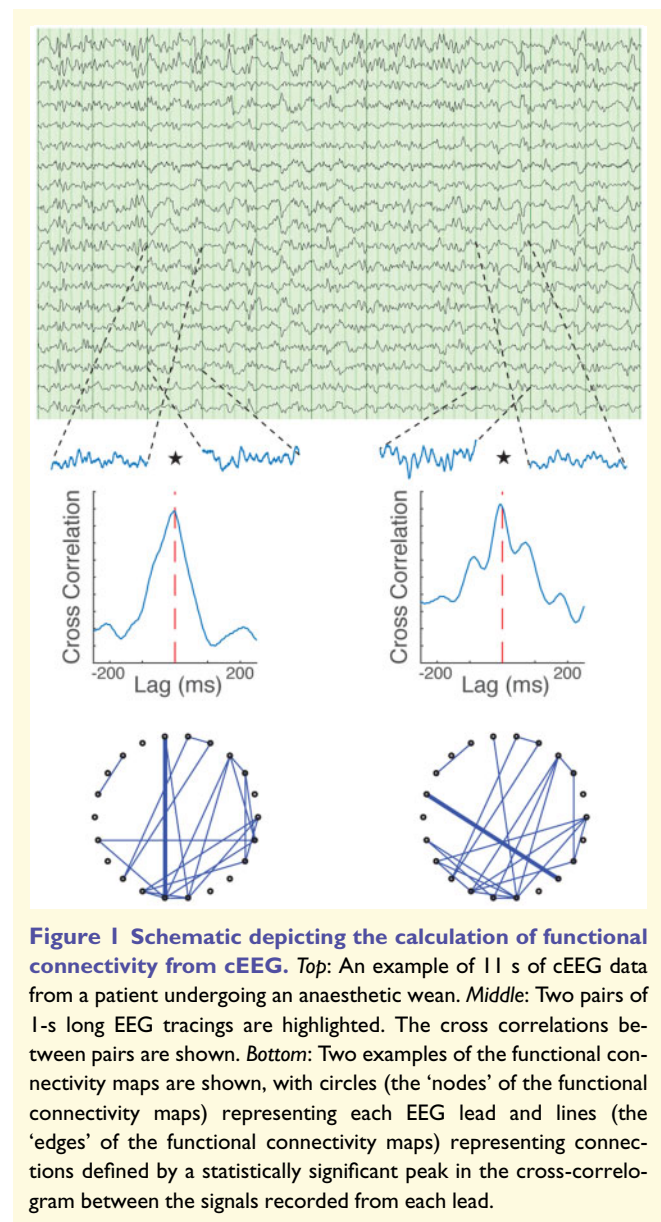 ★
★
Cross Correlation
-200
200
Lag (ms)
Cross Correlation
-200
200
Lag (ms)
Figure 1 Schematic depicting the calculation of functional
connectivity from cEEG. Top: An example of 11 s of cEEG data
from a patient undergoing an anaesthetic wean. Middle: Two pairs of
1-s long EEG tracings are highlighted. The cross correlations be-
tween pairs are shown. Bottom: Two examples of the functional con-
nectivity maps are shown, with circles (the ‘nodes’ of the functional
connectivity maps) representing each EEG lead and lines (the
‘edges’ of the functional connectivity maps) representing connec-
tions defined by a statistically significant peak in the cross-correlo-
gram between the signals recorded from each lead.